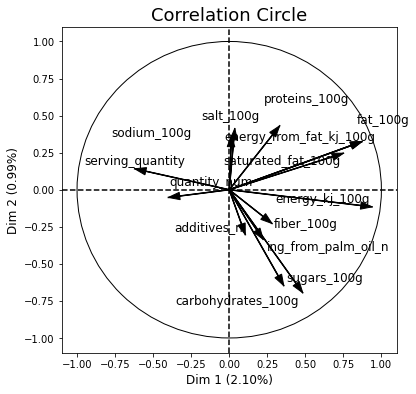 Correlation Circle
Dim 2 (0.99%)
1.00
0.75
0.50
0.25
0.00
−0.25
−0.50
−0.75
−1.00
proteins_100g
salt_100g
fat_100g
sodium_100g
energy_from_fat_kj_100g
serving_quantity
saturated_fat_100g
quantity_num
energy_kj_100g
additives_n
fiber_100g
ing_from_palm_oil_n
sugars_100g
carbohydrates_100g
−1.00 −0.75 −0.50 −0.25 0.00 0.25 0.50 0.75 1.00
Dim 1 (2.10%)